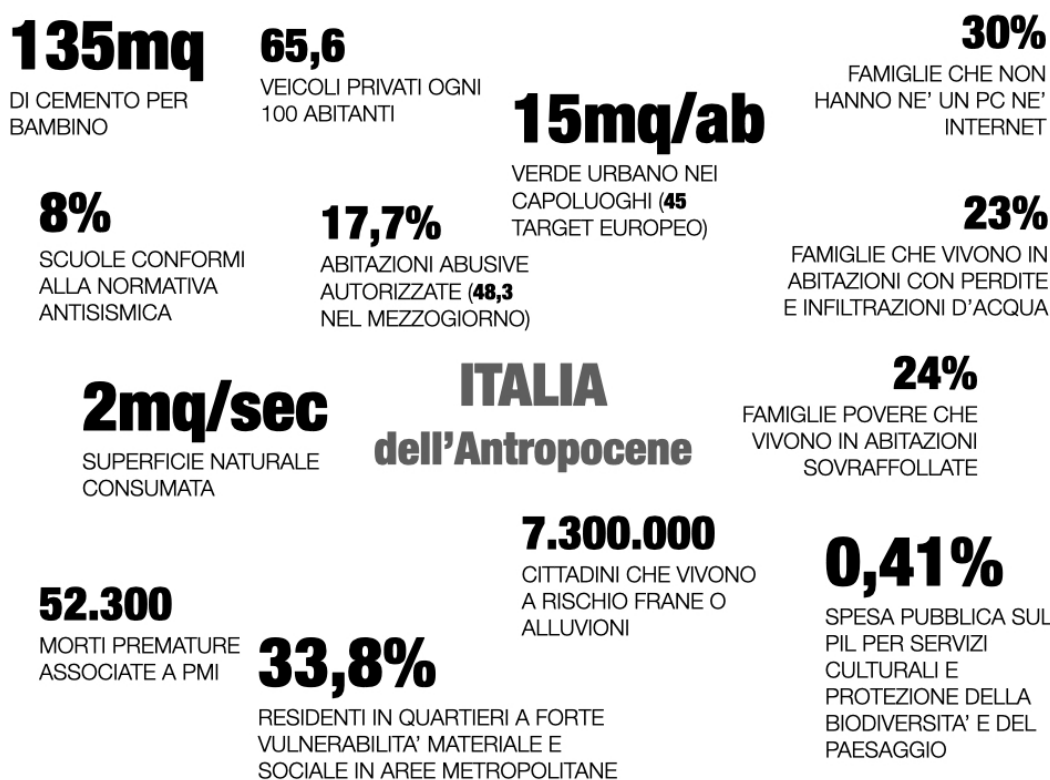 135mq
DI CEMENTO PER
BAMBINO
65,6
VEICOLI PRIVATI OGNI
100 ABITANTI
15mq/ab
VERDE URBANO NEI
CAPOLUOGHI (45
TARGET EUROPEO)
30%
FAMIGLIE CHE NON
HANNO NE' UN PC NE'
INTERNET
8%
SCUOLE CONFORMI
ALLA NORMATIVA
ANTISISMICA
17,7%
ABITAZIONI ABUSIVE
AUTORIZZATE (48,3
NEL MEZZOGIORNO)
23%
FAMIGLIE CHE VIVONO IN
ABITAZIONI CON PERDITE
E INFILTRAZIONI D'ACQUA
2mq/sec
SUPERFICIE NATURALE
CONSUMATA
ITALIA
dell'Antropocene
24%
FAMIGLIE POVERE CHE
VIVONO IN ABITAZIONI
SOVRAFFOLLATE
52.300
MORTI PREMATURE
ASSOCIATE A PMI
33,8%
RESIDENTI IN QUARTIERI A FORTE
VULNERABILITA' MATERIALE E
SOCIALE IN AREE METROPOLITANE
7.300.000
CITTADINI CHE VIVONO
A RISCHIO FRANE O
ALLUVIONI
0,41%
SPESA PUBBLICA SUL
PIL PER SERVIZI
CULTURALI E
PROTEZIONE DELLA
BIODIVERSITA' E DEL
PAESAGGIO